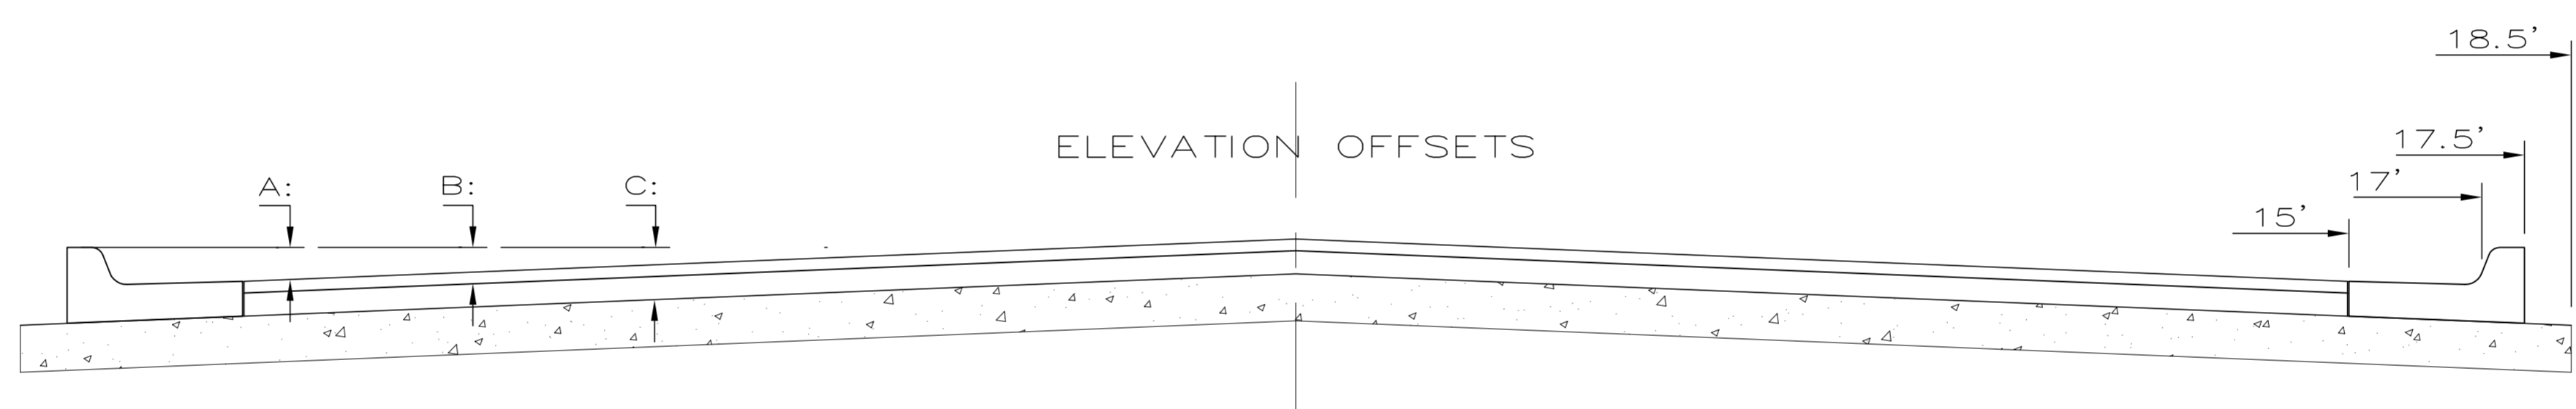 18.5’
ELEVATION OFFSETS
17.5’
A: B: C:
17’
15’